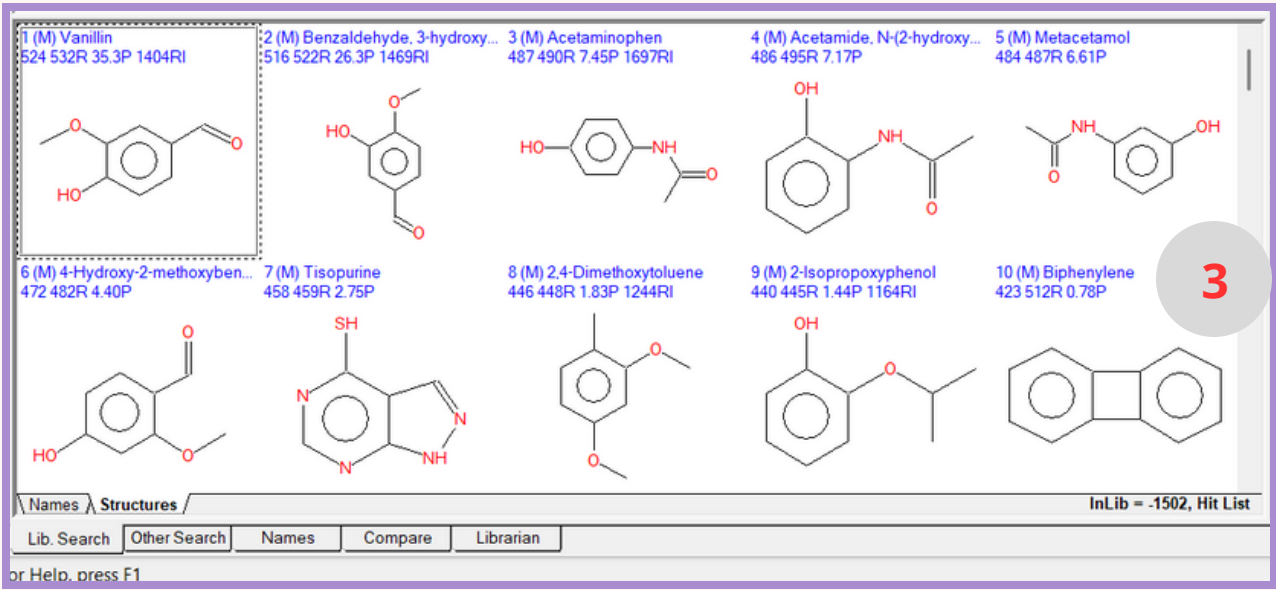 1 (M) Vanillin
524 532R 35.3P 1404RI
O
O
HO
2 (M) Benzaldehyde, 3-hydroxy...
516 522R 26.3P 1469RI
O
HO
O
3 (M) Acetaminophen
487 490R 7.45P 1697RI
HO
NH
O
4 (M) Acetamide, N-(2-hydroxy...
486 495R 7.17P
OH
NH
O
5 (M) Metacetamol
484 487R 6.61P
NH
OH
O
6 (M) 4-Hydroxy-2-methoxyben...
472 482R 4.40P
O
HO
O
7 (M) Tisopurine
458 459R 2.75P
SH
N
N
N
NH
8 (M) 2,4-Dimethoxytoluene
446 448R 1.83P 1244RI
O
O
9 (M) 2-Isopropoxyphenol
440 445R 1.44P 1164RI
OH
O
10 (M) Biphenylene
423 512R 0.78P
3
Names Structures
InLib = -1502, Hit List
Lib. Search Other Search Names Compare Librarian
or Help, press F1